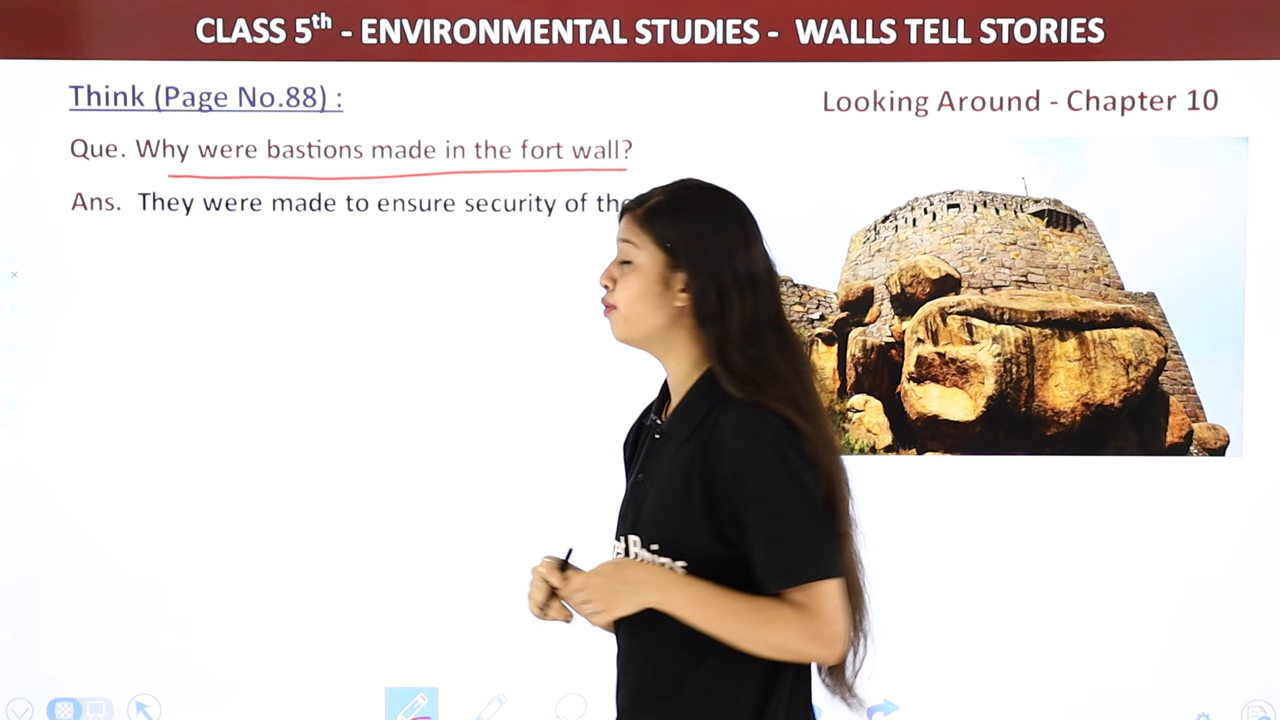 CLASS 5th - ENVIRONMENTAL STUDIES - WALLS TELL STORIES
Think (Page No.88) :
Looking Around - Chapter 10
Que. Why were bastions made in the fort wall?
Ans. They were made to ensure security of the